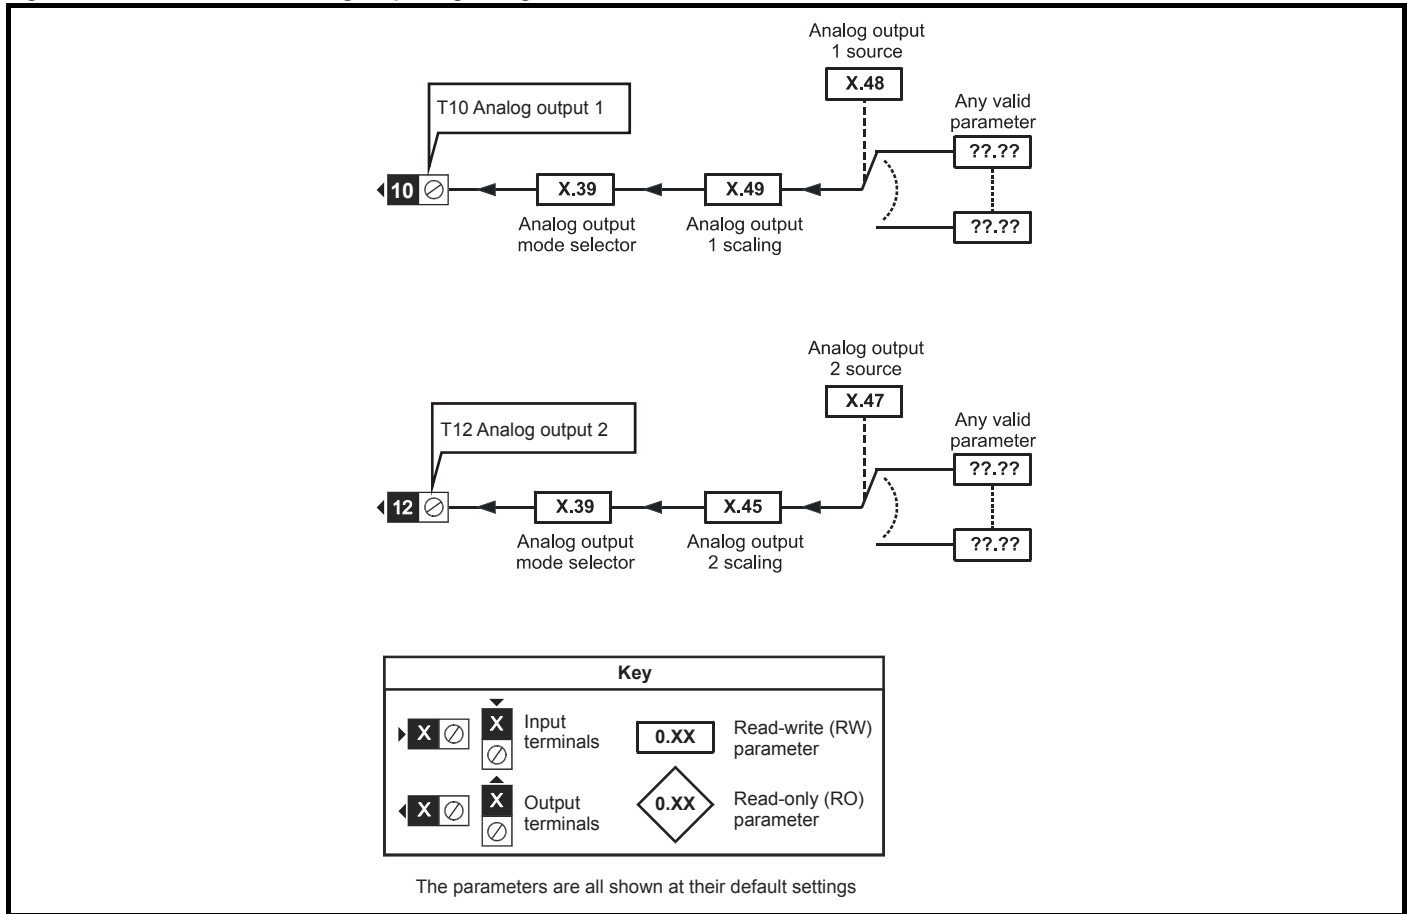 Analog output
1 source
X.48
Any valid
parameter
??.??
T10 Analog output 1
10
X.39
X.49
??.??
Analog output
mode selector
Analog output
1 scaling
Analog output
2 source
X.47
Any valid
parameter
??.??
T12 Analog output 2
12
X.39
X.45
??.??
Analog output
mode selector
Analog output
2 scaling
Key
X
X
Input
terminals
0.XX
Read-write (RW)
parameter
X
X
Output
terminals
0.XX
Read-only (RO)
parameter
The parameters are all shown at their default settings